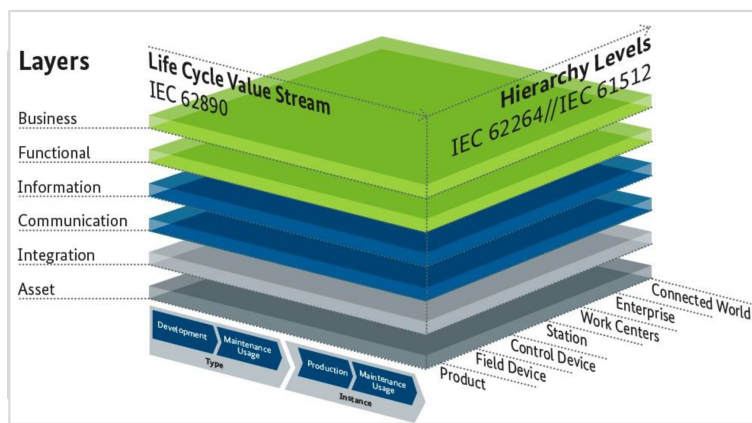 Layers
Life Cycle Value Stream
IEC 62890
Hierarchy Levels
IEC 62264//IEC 61512
Business
Functional
Information
Communication
Integration
Asset
Development
Maintenance
Usage
Type
Production
Maintenance
Usage
Instance
Product
Field Device
Control Device
Station
Work Centers
Enterprise
Connected World